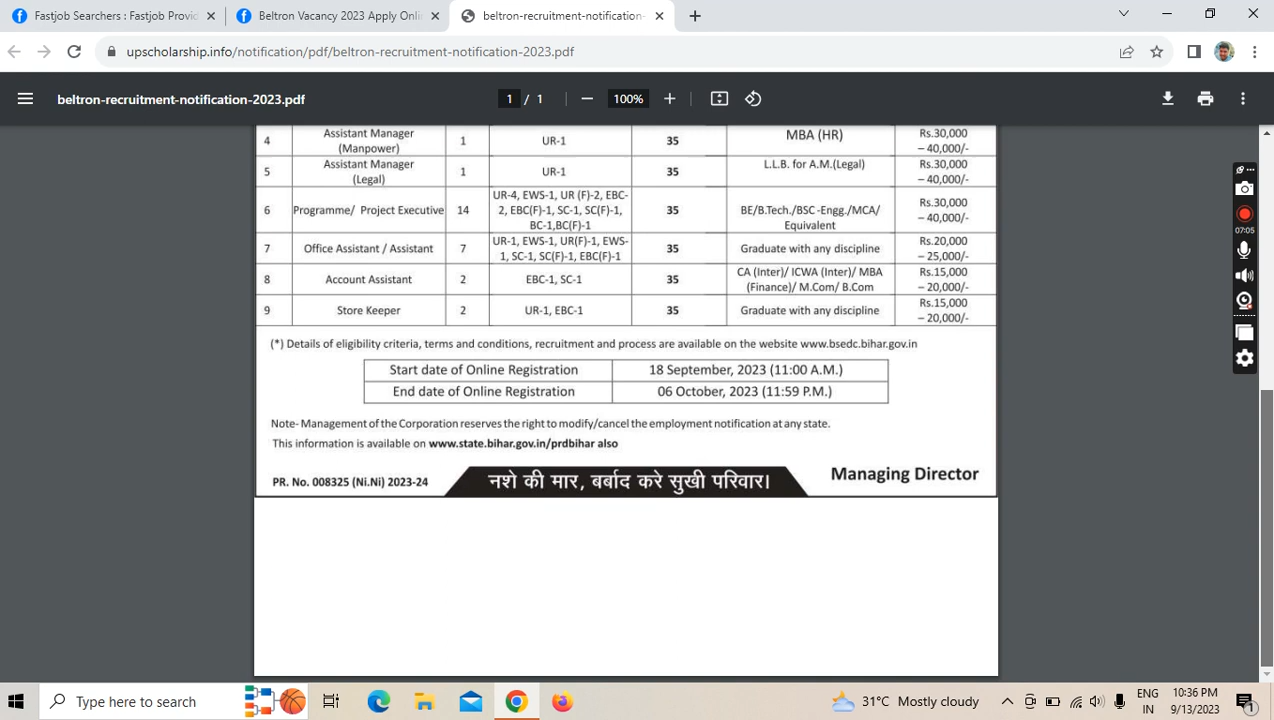 Fastjob Searchers : Fastjob Provid
Beltron Vacancy 2023 Apply Onli
beltron-recruitment-notification-
upscholarship.info/notification/pdf/beltron-recruitment-notification-2023.pdf
beltron-recruitment-notification-2023.pdf
1 / 1
100%
4 Assistant Manager (Manpower) 1 UR-1 35 MBA (HR) Rs.30,000 – 40,000/-
5 Assistant Manager (Legal) 1 UR-1 35 L.L.B. for A.M.(Legal) Rs.30,000 – 40,000/-
6 Programme/ Project Executive 14 UR-4, EWS-1, UR (F)-2, EBC-2, EBC(F)-1, SC-1, SC(F)-1, BC-1,BC(F)-1 35 BE/B.Tech./BSC -Engg./MCA/ Equivalent Rs.30,000 – 40,000/-
7 Office Assistant / Assistant 7 UR-1, EWS-1, UR(F)-1, EWS-1, SC-1, SC(F)-1, EBC(F)-1 35 Graduate with any discipline Rs.20,000 – 25,000/-
8 Account Assistant 2 EBC-1, SC-1 35 CA (Inter)/ ICWA (Inter)/ MBA (Finance)/ M.Com/ B.Com Rs.15,000 – 20,000/-
9 Store Keeper 2 UR-1, EBC-1 35 Graduate with any discipline Rs.15,000 – 20,000/-
(*) Details of eligibility criteria, terms and conditions, recruitment and process are available on the website www.bsedc.bihar.gov.in
Start date of Online Registration 18 September, 2023 (11:00 A.M.)
End date of Online Registration 06 October, 2023 (11:59 P.M.)
Note- Management of the Corporation reserves the right to modify/cancel the employment notification at any state.
This information is available on www.state.bihar.gov.in/prdbihar also
PR. No. 008325 (Ni.Ni) 2023-24
नशे की मार, बर्बाद करे सुखी परिवार।
Managing Director
07:05
Type here to search
31°C Mostly cloudy
ENG
IN
10:36 PM
9/13/2023
1